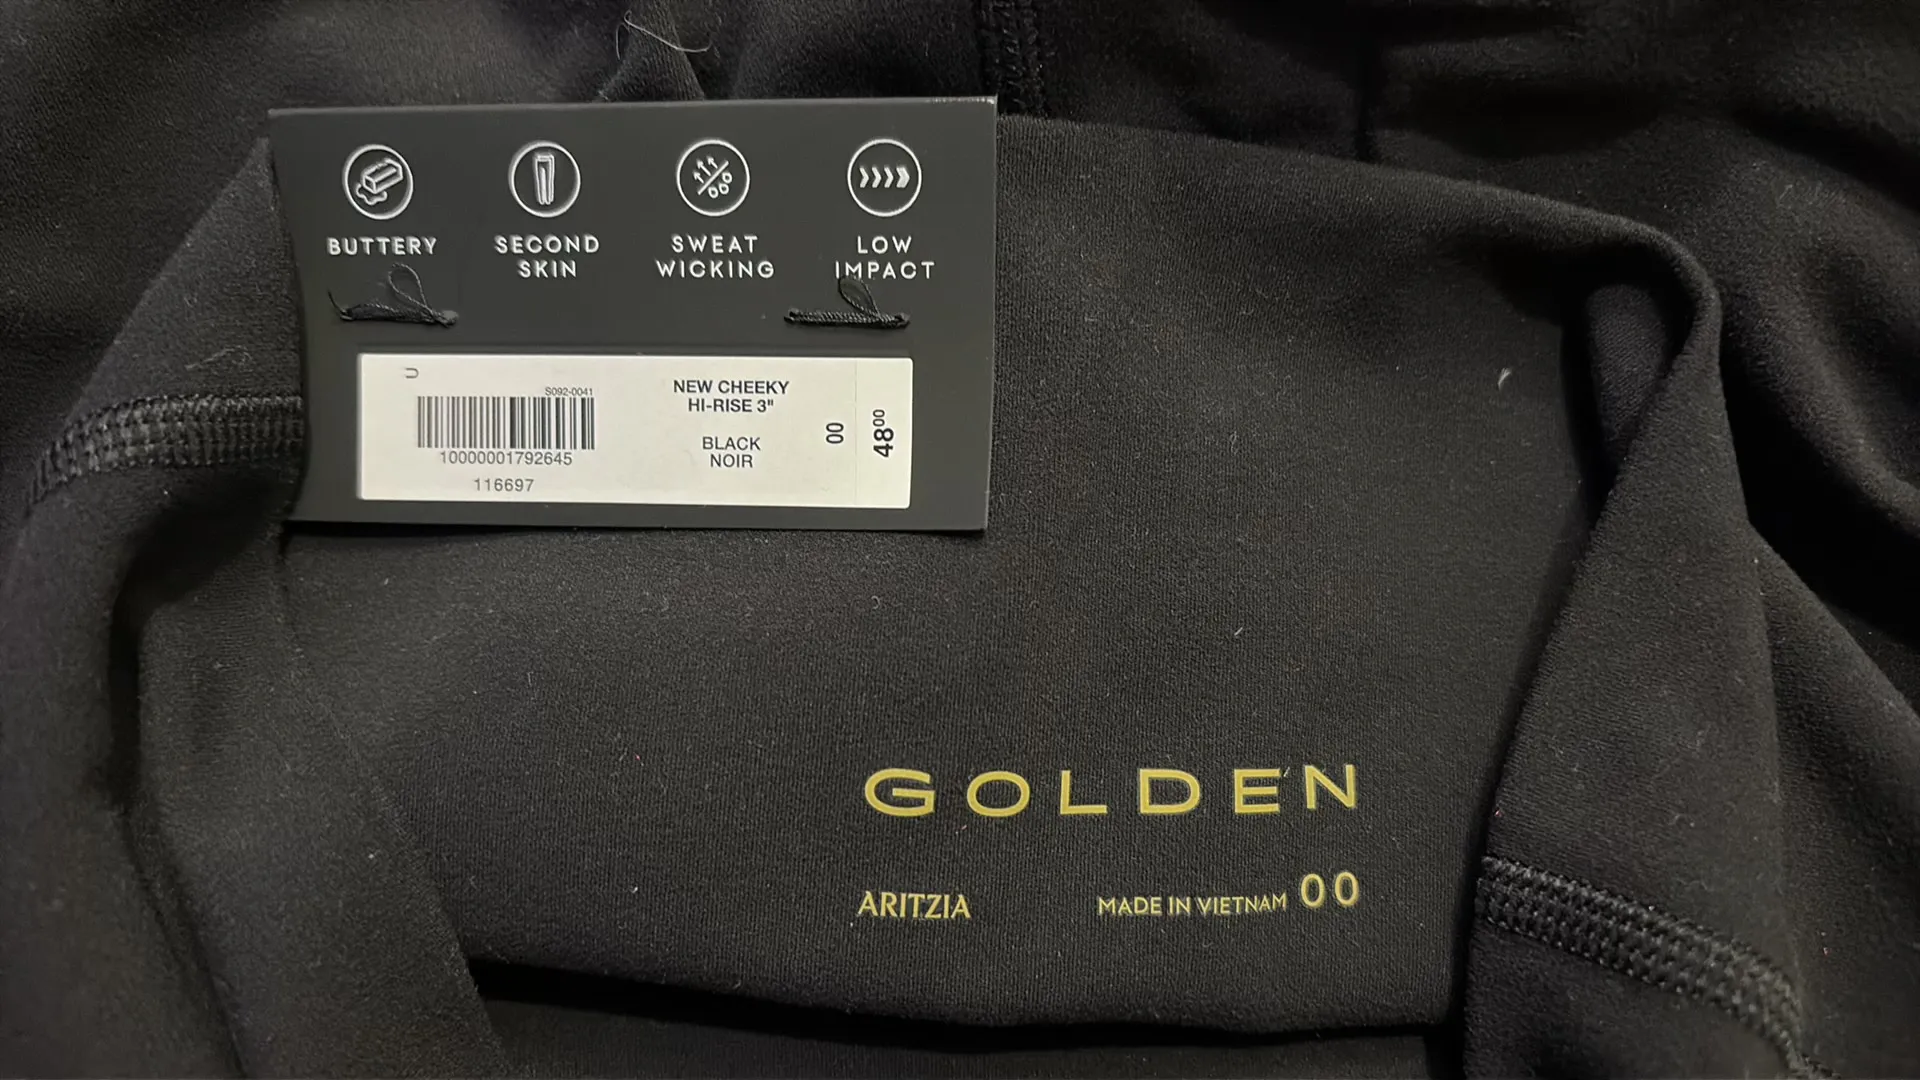 BUTTERY
SECOND
SKIN
SWEAT
WICKING
LOW
IMPACT
S092-0041
10000001792645
116697
NEW CHEEKY
HI-RISE 3"
BLACK
NOIR
00
48⁰⁰
GOLDEN
ARITZIA
MADE IN VIETNAM 00